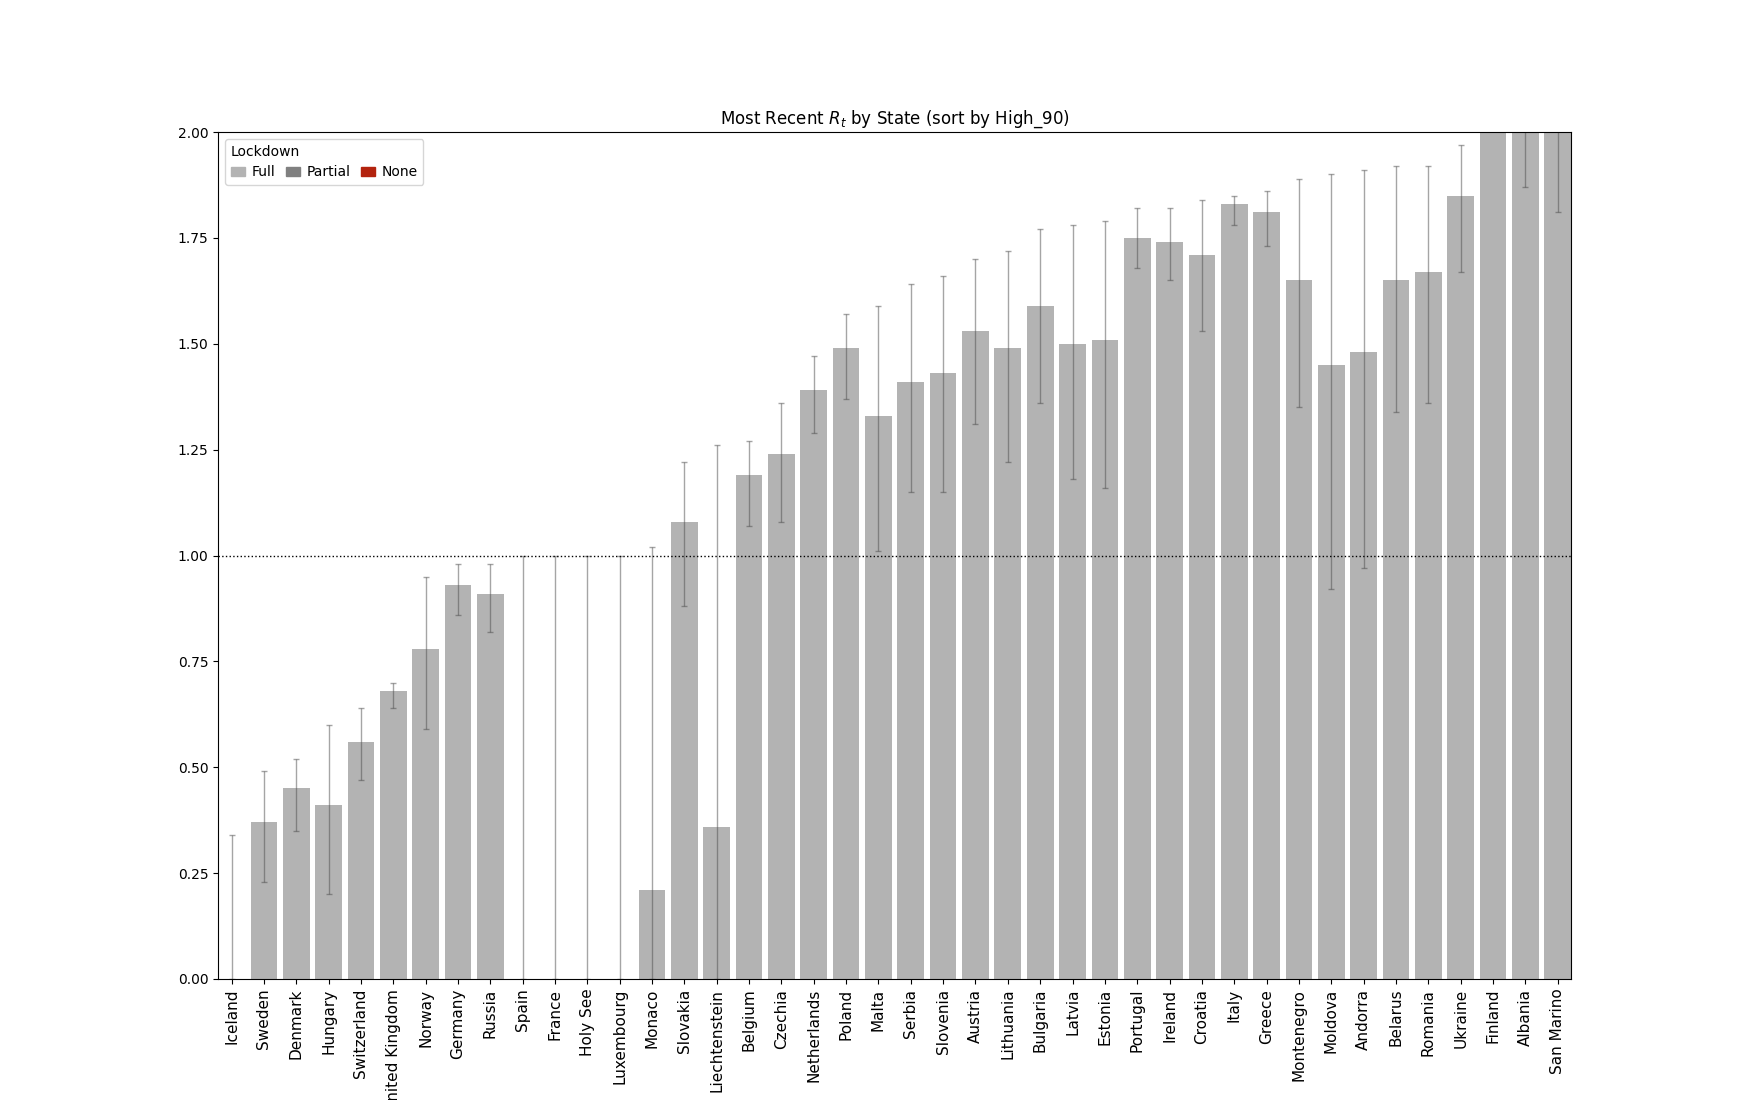 Most Recent R_t by State (sort by High_90)
Lockdown
Full Partial None
2.00
1.75
1.50
1.25
1.00
0.75
0.50
0.25
0.00
Iceland
Sweden
Denmark
Hungary
Switzerland
nited Kingdom
Norway
Germany
Russia
Spain
France
Holy See
Luxembourg
Monaco
Slovakia
Liechtenstein
Belgium
Czechia
Netherlands
Poland
Malta
Serbia
Slovenia
Austria
Lithuania
Bulgaria
Latvia
Estonia
Portugal
Ireland
Croatia
Italy
Greece
Montenegro
Moldova
Andorra
Belarus
Romania
Ukraine
Finland
Albania
San Marino